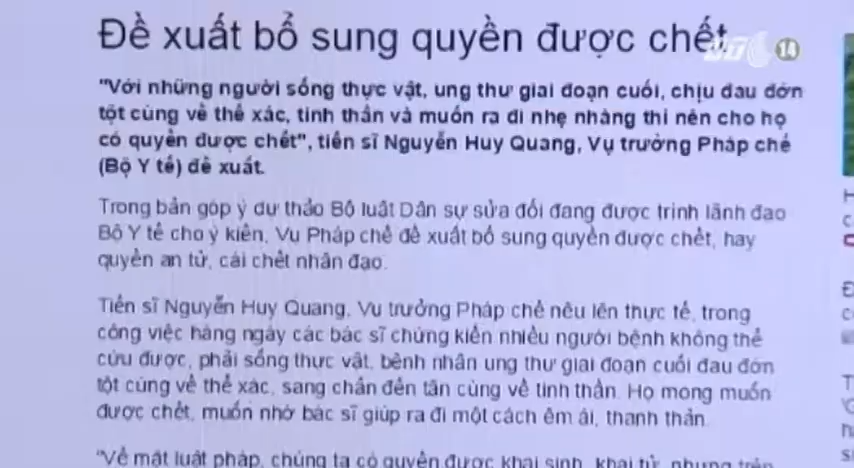 Đề xuất bổ sung quyền được chết
14
"Với những người sống thực vật, ung thư giai đoạn cuối, chịu đau đớn
tột cùng về thể xác, tinh thần và muốn ra đi nhẹ nhàng thì nên cho họ
có quyền được chết", tiến sĩ Nguyễn Huy Quang, Vụ trưởng Pháp chế
(Bộ Y tế) đề xuất.
Trong bản góp ý dự thảo Bộ luật Dân sự sửa đổi đang được trình lãnh đạo
Bộ Y tế cho ý kiến, Vụ Pháp chế đề xuất bổ sung quyền được chết, hay
quyền an tử, cái chết nhân đạo.
Tiến sĩ Nguyễn Huy Quang, Vụ trưởng Pháp chế nêu lên thực tế, trong
công việc hàng ngày các bác sĩ chứng kiến nhiều người bệnh không thể
cứu được, phải sống thực vật, bệnh nhân ung thư giai đoạn cuối đau đớn
tột cùng về thể xác, sang chấn đến tận cùng về tinh thần. Họ mong muốn
được chết, muốn nhờ bác sĩ giúp ra đi một cách êm ái, thanh thản.
"Về mặt luật pháp, chúng ta có quyền được khai sinh, khai tử, nhưng trên